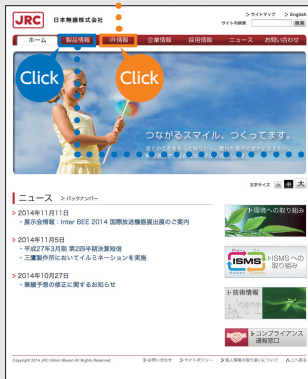 JRC 日本無線株式会社
> サイトマップ > English
サイト内検索 検索
ホーム 製品情報 IR情報 企業情報 採用情報 ニュース お問い合わせ
Click Click
つながるスマイル、つくってます。
文字サイズ 小 中 大
ニュース > バックナンバー
> 2014年11月11日
・展示会情報：Inter BEE 2014 国際放送機器展出展のご案内
> 2014年11月5日
・平成27年3月期 第2四半期決算短信
・三鷹製作所においてイルミネーションを実施
> 2014年10月27日
・業績予想の修正に関するお知らせ
環境への取り組み
ISMS ISMSへの
取り組み
技術情報
コンプライアンス
通報窓口
Copyright 2014 JRC Nihon Musen All Rights Reserved
> お問い合わせ > サイトポリシー > 個人情報の取り扱いについて 上へ戻る